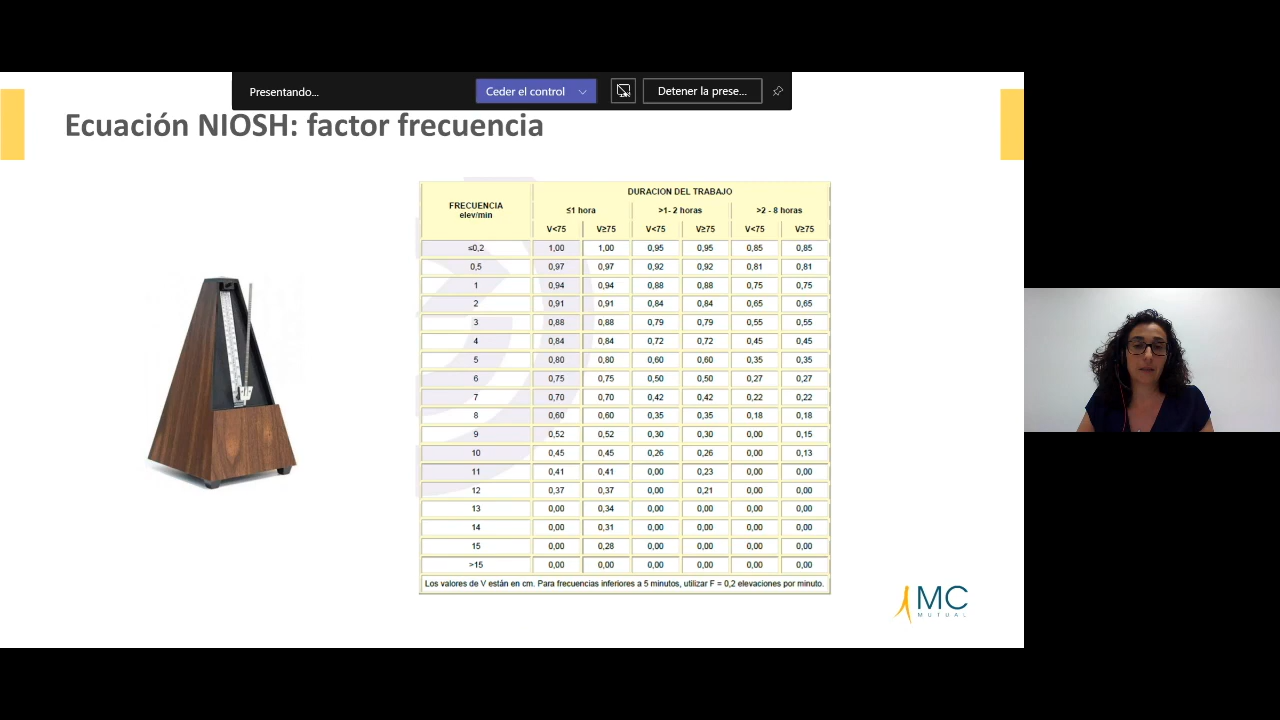 Presentando...
Ceder el control
Detener la prese...
Ecuación NIOSH: factor frecuencia
FRECUENCIA elev/min
DURACION DEL TRABAJO
≤1 hora >1- 2 horas >2 - 8 horas
V<75 V≥75 V<75 V≥75 V<75 V≥75
≤0,2 1,00 1,00 0,95 0,95 0,85 0,85
0,5 0,97 0,97 0,92 0,92 0,81 0,81
1 0,94 0,94 0,88 0,88 0,75 0,75
2 0,91 0,91 0,84 0,84 0,65 0,65
3 0,88 0,88 0,79 0,79 0,55 0,55
4 0,84 0,84 0,72 0,72 0,45 0,45
5 0,80 0,80 0,60 0,60 0,35 0,35
6 0,75 0,75 0,50 0,50 0,27 0,27
7 0,70 0,70 0,42 0,42 0,22 0,22
8 0,60 0,60 0,35 0,35 0,18 0,18
9 0,52 0,52 0,30 0,30 0,00 0,15
10 0,45 0,45 0,26 0,26 0,00 0,13
11 0,41 0,41 0,00 0,23 0,00 0,00
12 0,37 0,37 0,00 0,21 0,00 0,00
13 0,00 0,34 0,00 0,00 0,00 0,00
14 0,00 0,31 0,00 0,00 0,00 0,00
15 0,00 0,28 0,00 0,00 0,00 0,00
>15 0,00 0,00 0,00 0,00 0,00 0,00
Los valores de V están en cm. Para frecuencias inferiores a 5 minutos, utilizar F = 0,2 elevaciones por minuto.
MC
MUTUAL